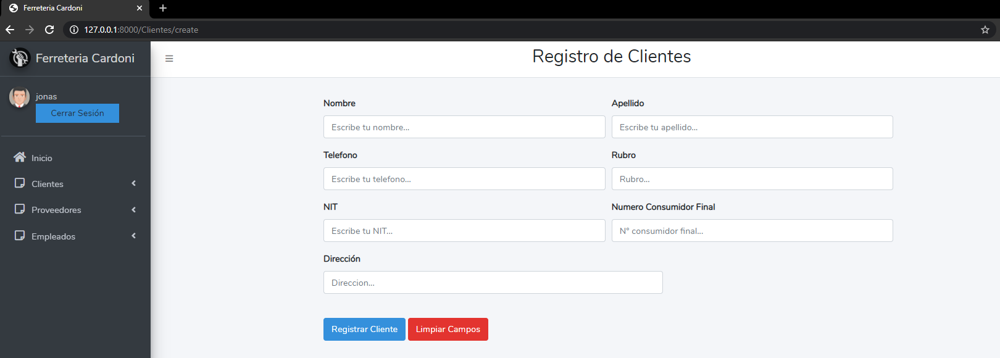 Ferreteria Cardoni
127.0.0.1:8000/Clientes/create
Ferreteria Cardoni
Registro de Clientes
jonas
Cerrar Sesión
Inicio
Clientes
Proveedores
Empleados
Nombre
Apellido
Escribe tu nombre...
Escribe tu apellido...
Telefono
Rubro
Escribe tu telefono...
Rubro...
NIT
Numero Consumidor Final
Escribe tu NIT...
N° consumidor final...
Dirección
Direccion...
Registrar Cliente
Limpiar Campos